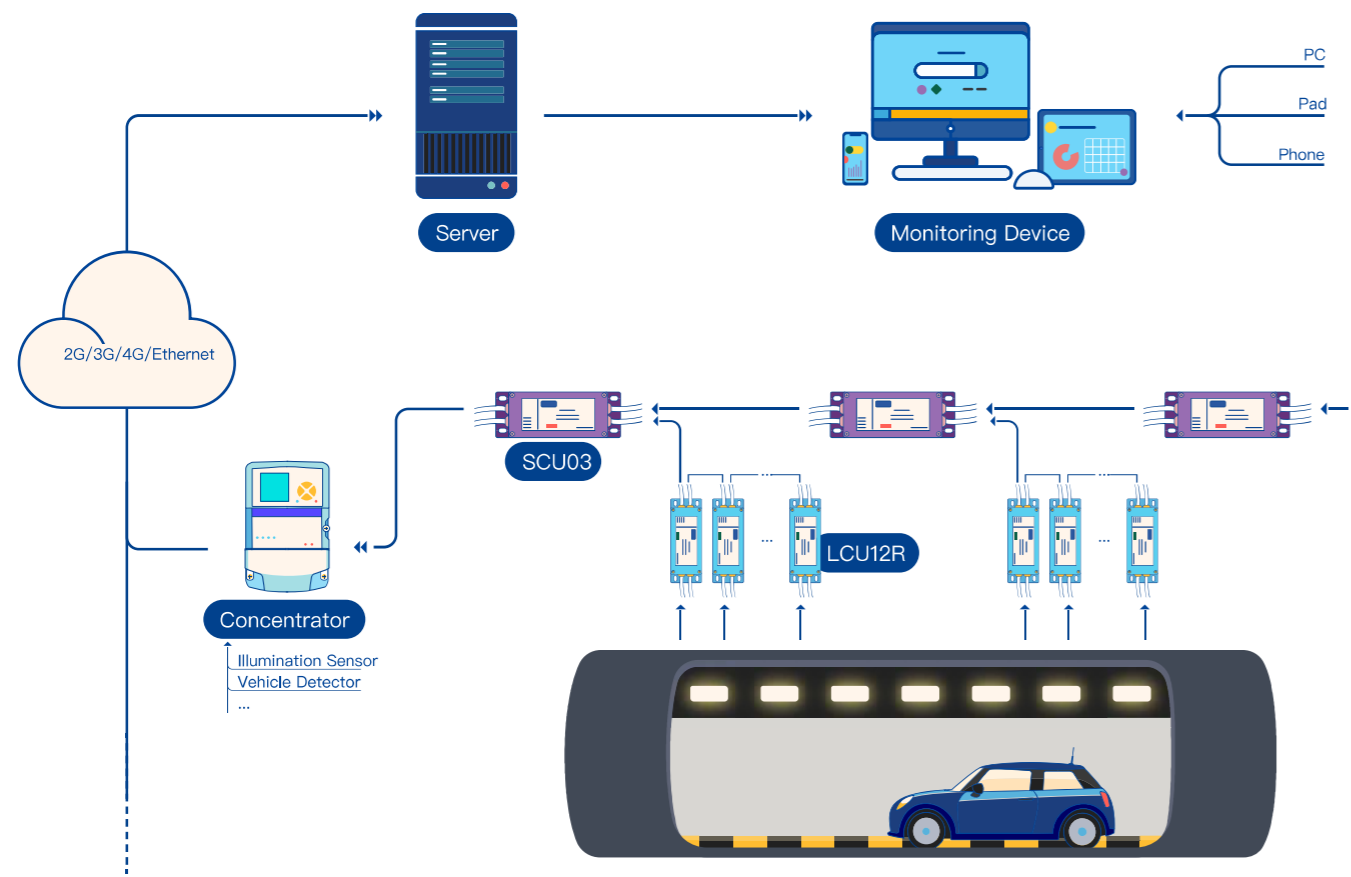 PC
Pad
Phone
Server
Monitoring Device
2G/3G/4G/Ethernet
SCU03
LCU12R
...
...
...
...
Concentrator
Illumination Sensor
Vehicle Detector
...